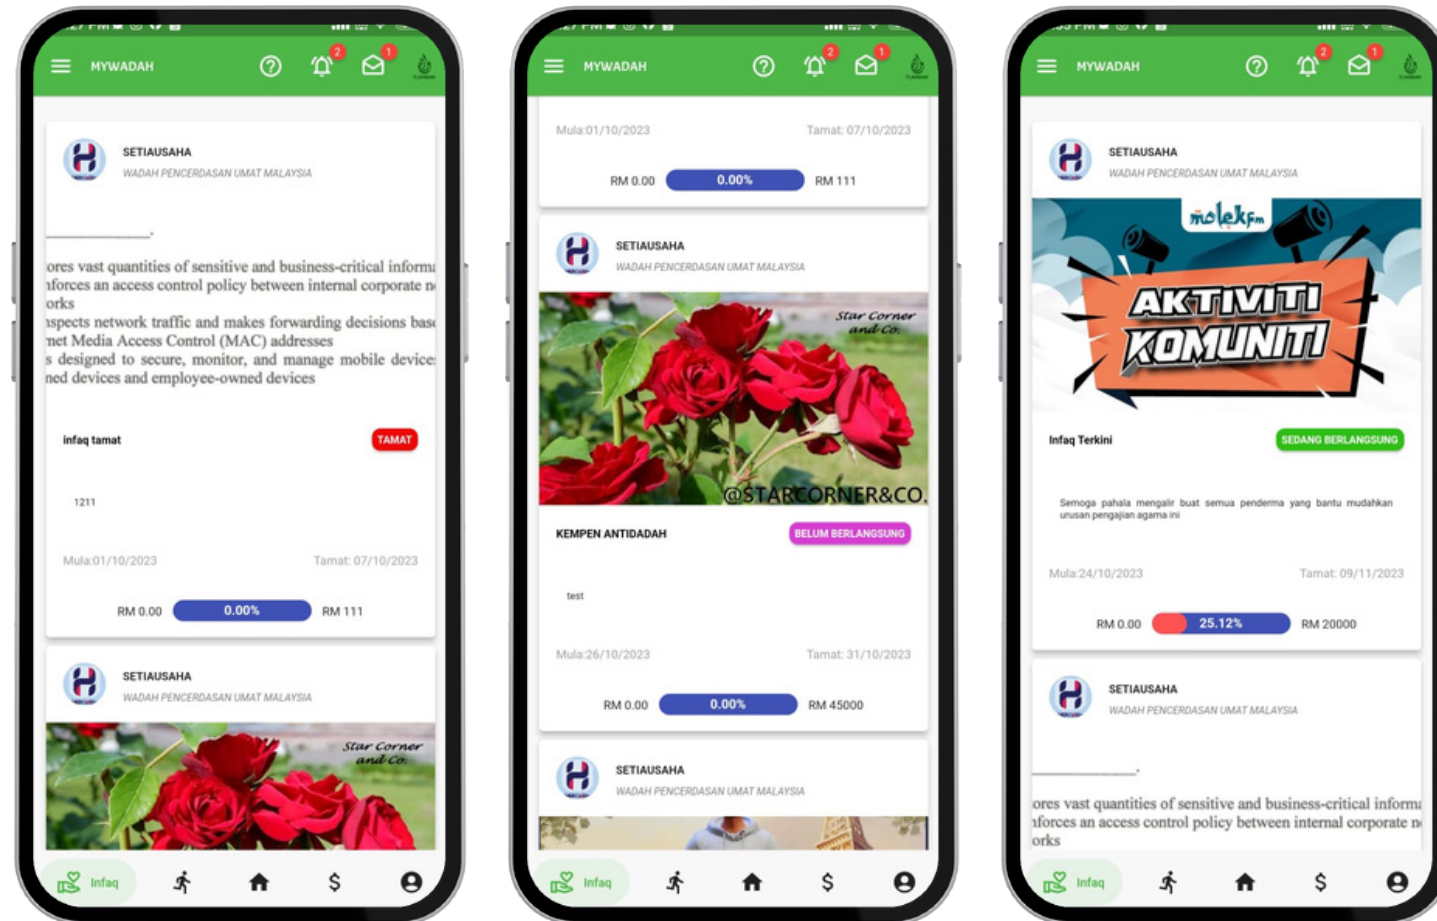 MYWADAH
2
1
SETIAUSAHA
WADAH PENCERDASAN UMAT MALAYSIA
ores vast quantities of sensitive and business-critical informa
nforces an access control policy between internal corporate
orks
nspects network traffic and makes forwarding decisions
net Media Access Control (MAC) addresses
s designed to secure, monitor, and manage mobile device
ned devices and employee-owned devices
infaq tamat
TAMAT
1211
Mula:01/10/2023
Tamat: 07/10/2023
RM 0.00
0.00%
RM 111
SETIAUSAHA
WADAH PENCERDASAN UMAT MALAYSIA
Star Corner
and Co.
Infaq
$
MYWADAH
2
1
Mula:01/10/2023
Tamat: 07/10/2023
RM 0.00
0.00%
RM 111
SETIAUSAHA
WADAH PENCERDASAN UMAT MALAYSIA
Star Corner
and Co.
@STARCORNER&CO.
KEMPEN ANTIDADAH
BELUM BERLANGSUNG
test
Mula:26/10/2023
Tamat: 31/10/2023
RM 0.00
0.00%
RM 45000
SETIAUSAHA
WADAH PENCERDASAN UMAT MALAYSIA
Infaq
$
MYWADAH
2
1
SETIAUSAHA
WADAH PENCERDASAN UMAT MALAYSIA
molekfm
AKTIVITI
KOMUNITI
Infaq Terkini
SEDANG BERLANGSUNG
Semoga pahala mengalir buat semua penderma yang bantu mudahkan
urusan pengajian agama ini
Mula:24/10/2023
Tamat: 09/11/2023
RM 0.00
25.12%
RM 20000
SETIAUSAHA
WADAH PENCERDASAN UMAT MALAYSIA
ores vast quantities of sensitive and business-critical informa
nforces an access control policy between internal corporate
orks
Infaq
$